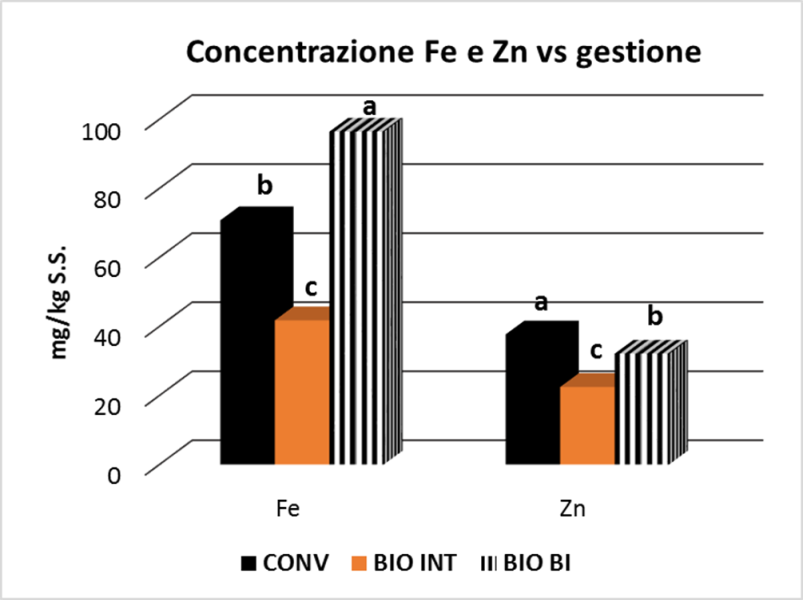 Concentrazione Fe e Zn vs gestione
mg/kg S.S.
100
80
60
40
20
0
b
c
a
a
c
b
Fe
Zn
CONV
BIO INT
BIO BI